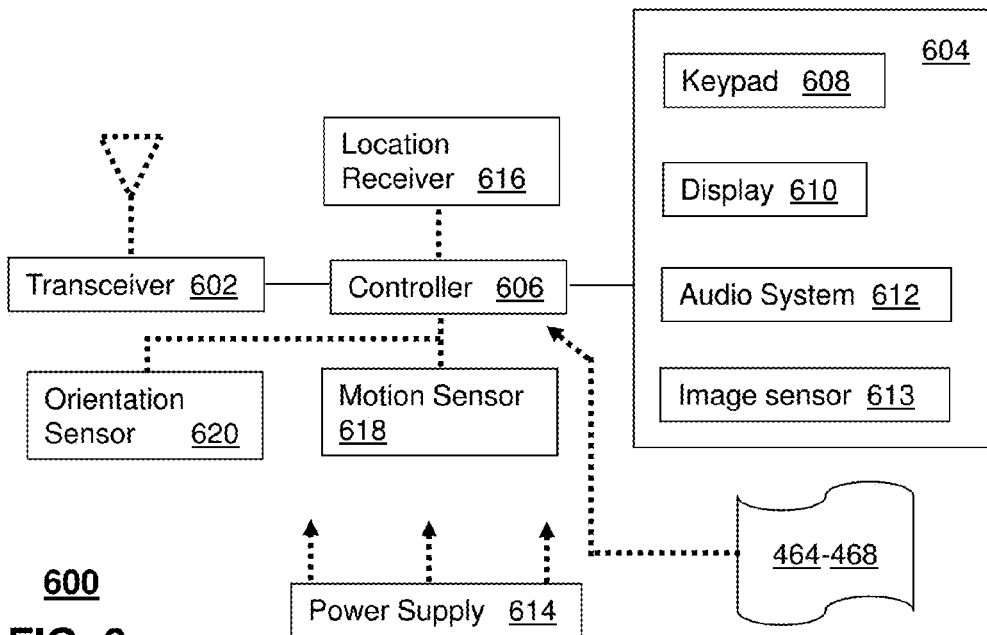 604
Keypad 608
Location
Receiver 616
Display 610
Transceiver 602
Controller 606
Audio System 612
Orientation
Sensor 620
Motion Sensor
618
Image sensor 613
464-468
600
Power Supply 614